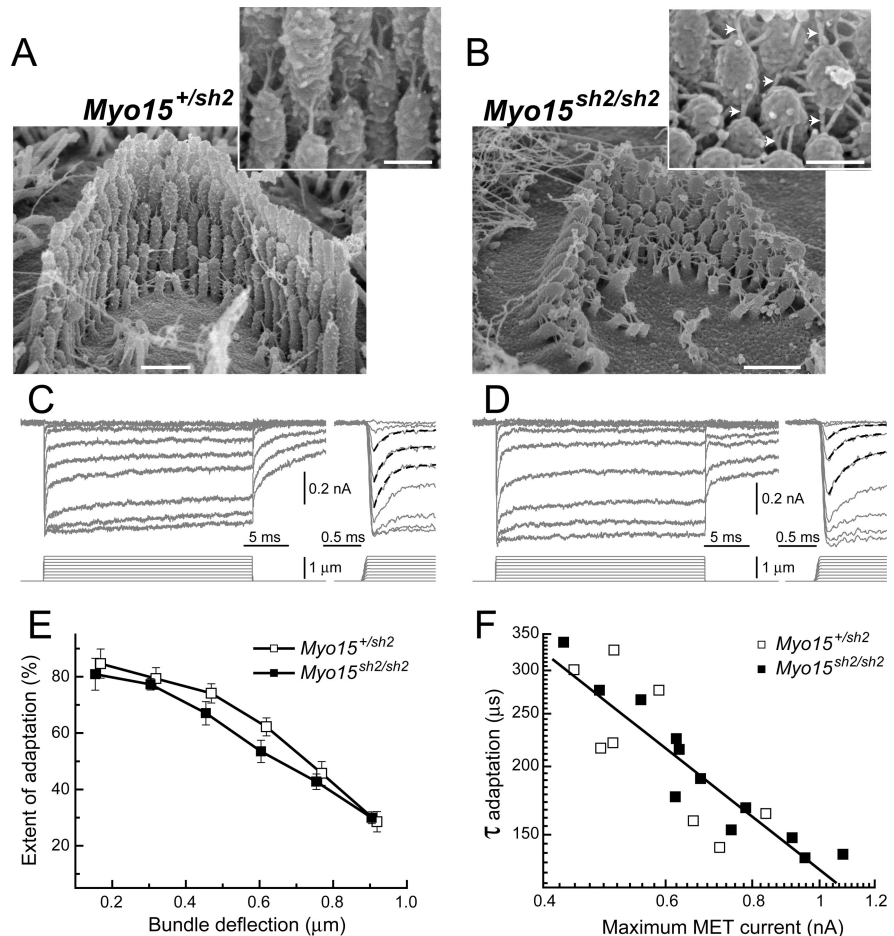 A
Myo15+/sh2
B
Myo15sh2/sh2
C
0.2 nA
5 ms
0.5 ms
1 μm
D
0.2 nA
5 ms
0.5 ms
1 μm
E
Extent of adaptation (%)
80
60
40
20
0.2
0.4
0.6
0.8
1.0
Bundle deflection (μm)
Myo15+/sh2
Myo15sh2/sh2
F
τ adaptation (μs)
350
300
250
200
150
0.4
0.6
0.8
1
1.2
Maximum MET current (nA)
Myo15+/sh2
Myo15sh2/sh2